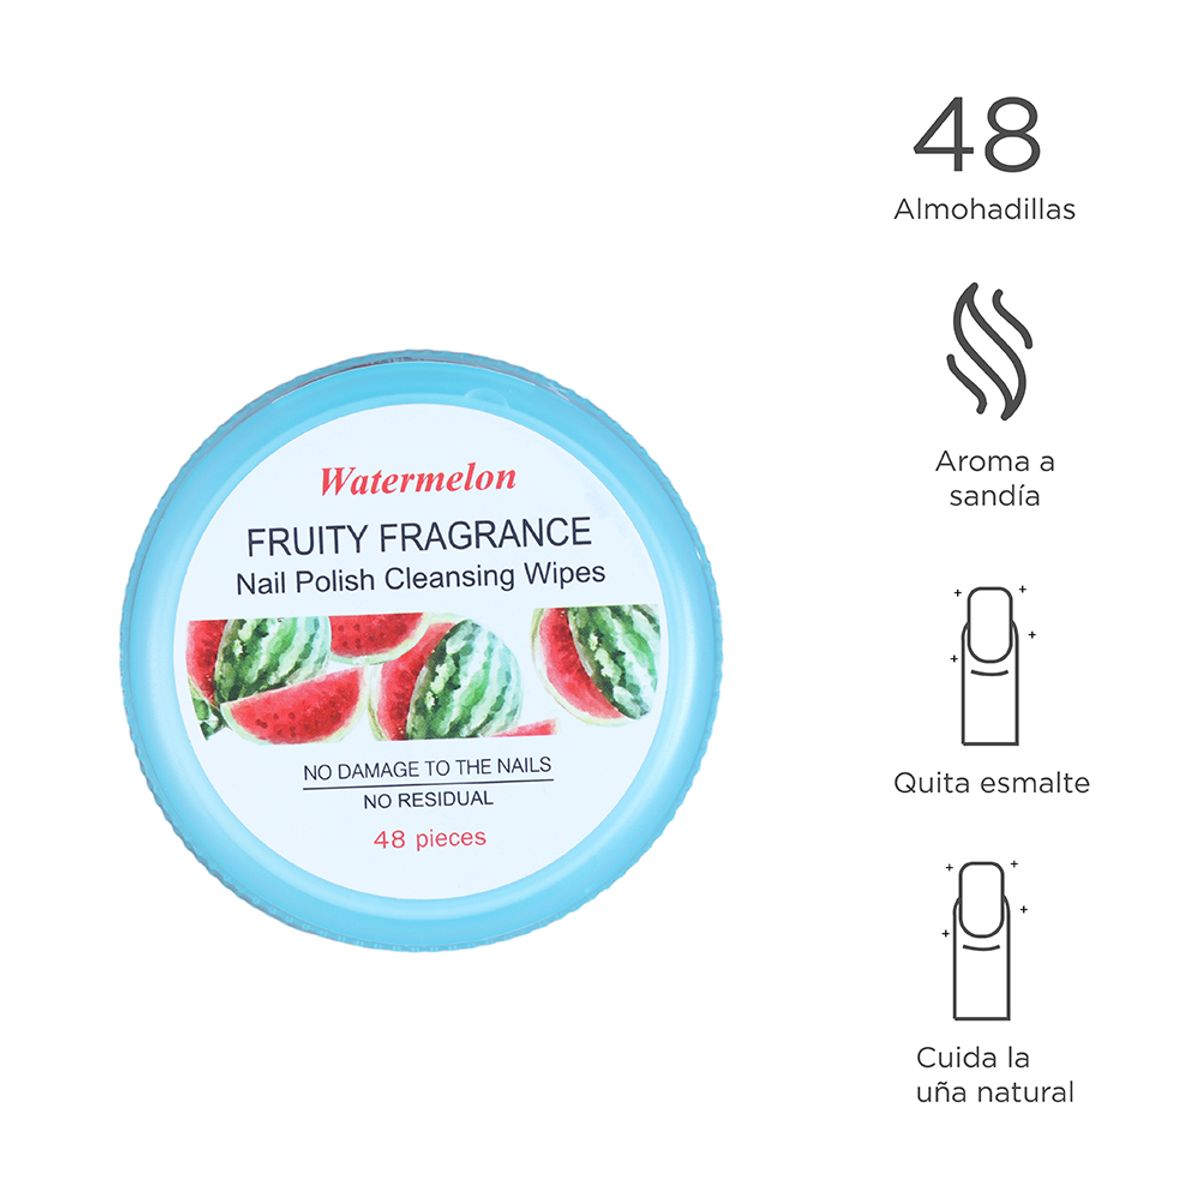 Watermelon
FRUITY FRAGRANCE
Nail Polish Cleansing Wipes
NO DAMAGE TO THE NAILS
NO RESIDUAL
48 pieces
48
Almohadillas
Aroma a
sandía
Quita esmalte
Cuida la
uña natural